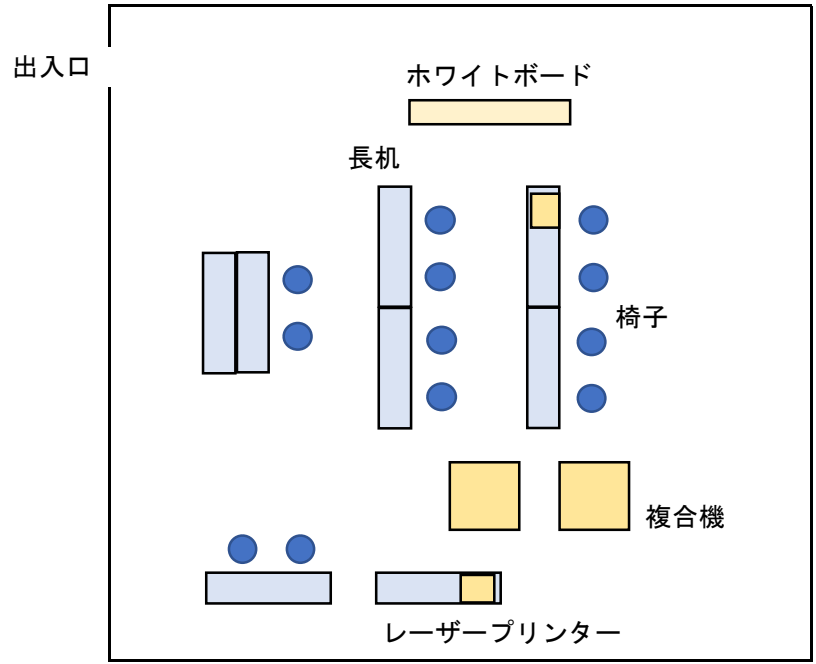 出入口
ホワイトボード
長机
椅子
複合機
レーザープリンター